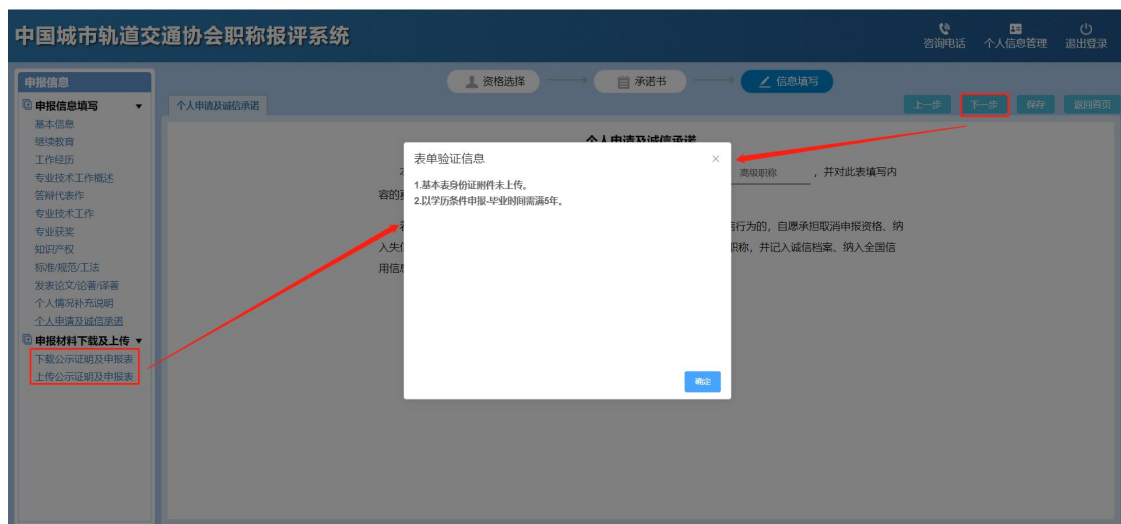 中国城市轨道交通协会职称报评系统
咨询电话 个人信息管理 退出登录
申报信息
资格选择 承诺书 信息填写
申报信息填写
个人申请及诚信承诺
上一步 下一步 保存 返回首页
基本信息
继续教育
工作经历
专业技术工作概述
答辩代表作
专业技术工作
专业获奖
知识产权
标准/规范/工法
发表论文/论著/译著
个人情况补充说明
个人申请及诚信承诺
申报材料下载及上传
下载公示证明及申报表
上传公示证明及申报表
个人申请及诚信承诺
高级职称 ，并对此表填写内
容的
行为的，自愿承担取消申报资格、纳
入失
职称，并记入诚信档案、纳入全国信
用信
表单验证信息
1.基本表身份证附件未上传。
2.以学历条件申报-毕业时间需满5年。
确定